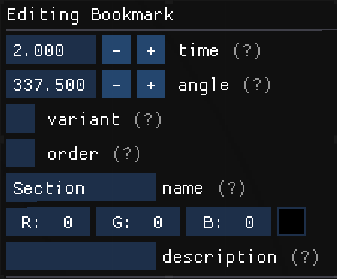 Editing Bookmark
2.000 - + time (?)
337.500 - + angle (?)
variant (?)
order (?)
Section name (?)
R: 0 G: 0 B: 0
description (?)